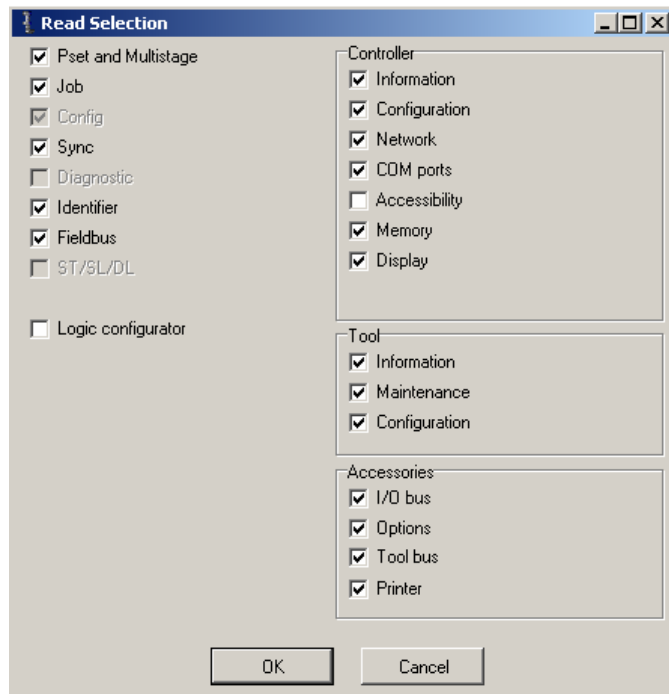 Read Selection
Pset and Multistage
Job
Config
Sync
Diagnostic
Identifier
Fieldbus
ST/SL/DL
Logic configurator
Controller
Information
Configuration
Network
COM ports
Accessibility
Memory
Display
Tool
Information
Maintenance
Configuration
Accessories
I/O bus
Options
Tool bus
Printer
OK
Cancel